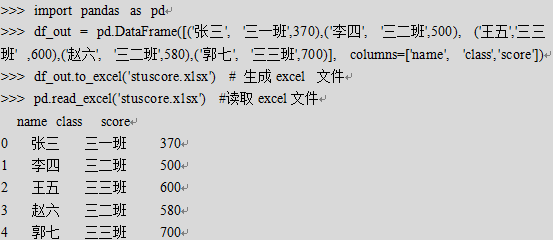 >>> import pandas as pd
>>> df_out = pd.DataFrame([('张三', '三一班',370),('李四', '三二班',500), ('王五','三三
班' ,600),('赵六', '三二班',580),('郭七', '三三班',700)], columns=['name', 'class','score'])
>>> df_out.to_excel('stuscore.xlsx') # 生成 excel 文件
>>> pd.read_excel('stuscore.xlsx') #读取 excel 文件
name class score
0 张三 三一班 370
1 李四 三二班 500
2 王五 三三班 600
3 赵六 三二班 580
4 郭七 三三班 700